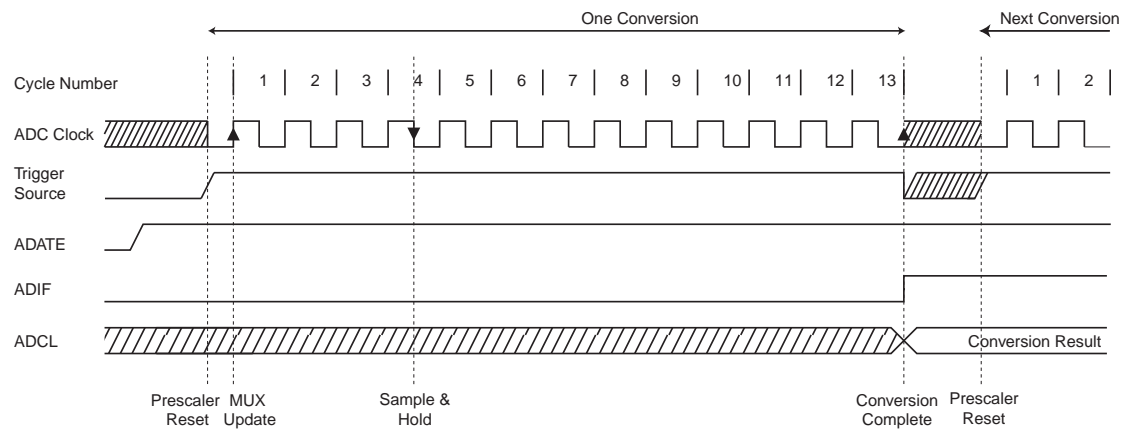 One Conversion Next Conversion
Cycle Number 1 2 3 4 5 6 7 8 9 10 11 12 13 1 2
ADC Clock
Trigger
Source
ADATE
ADIF
ADCL Conversion Result
Prescaler
Reset
MUX
Update
Sample &
Hold
Conversion
Complete
Prescaler
Reset